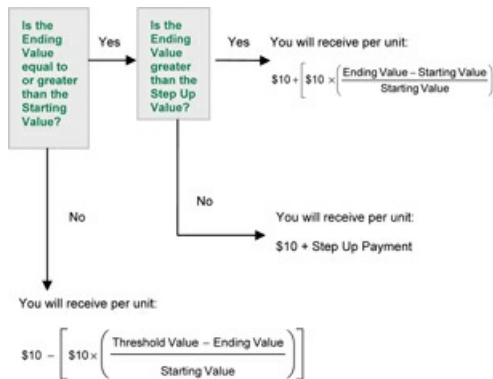 Is the
Ending
Value
equal to
or greater
than the
Starting
Value?
Yes
Is the
Ending
Value
greater
than the
Step Up
Value?
Yes
You will receive per unit:
$10 + [ $10 × ( Ending Value – Starting Value
Starting Value ) ]
No
You will receive per unit:
$10 + Step Up Payment
No
You will receive per unit:
$10 – [ $10 × ( Threshold Value – Ending Value
Starting Value ) ]